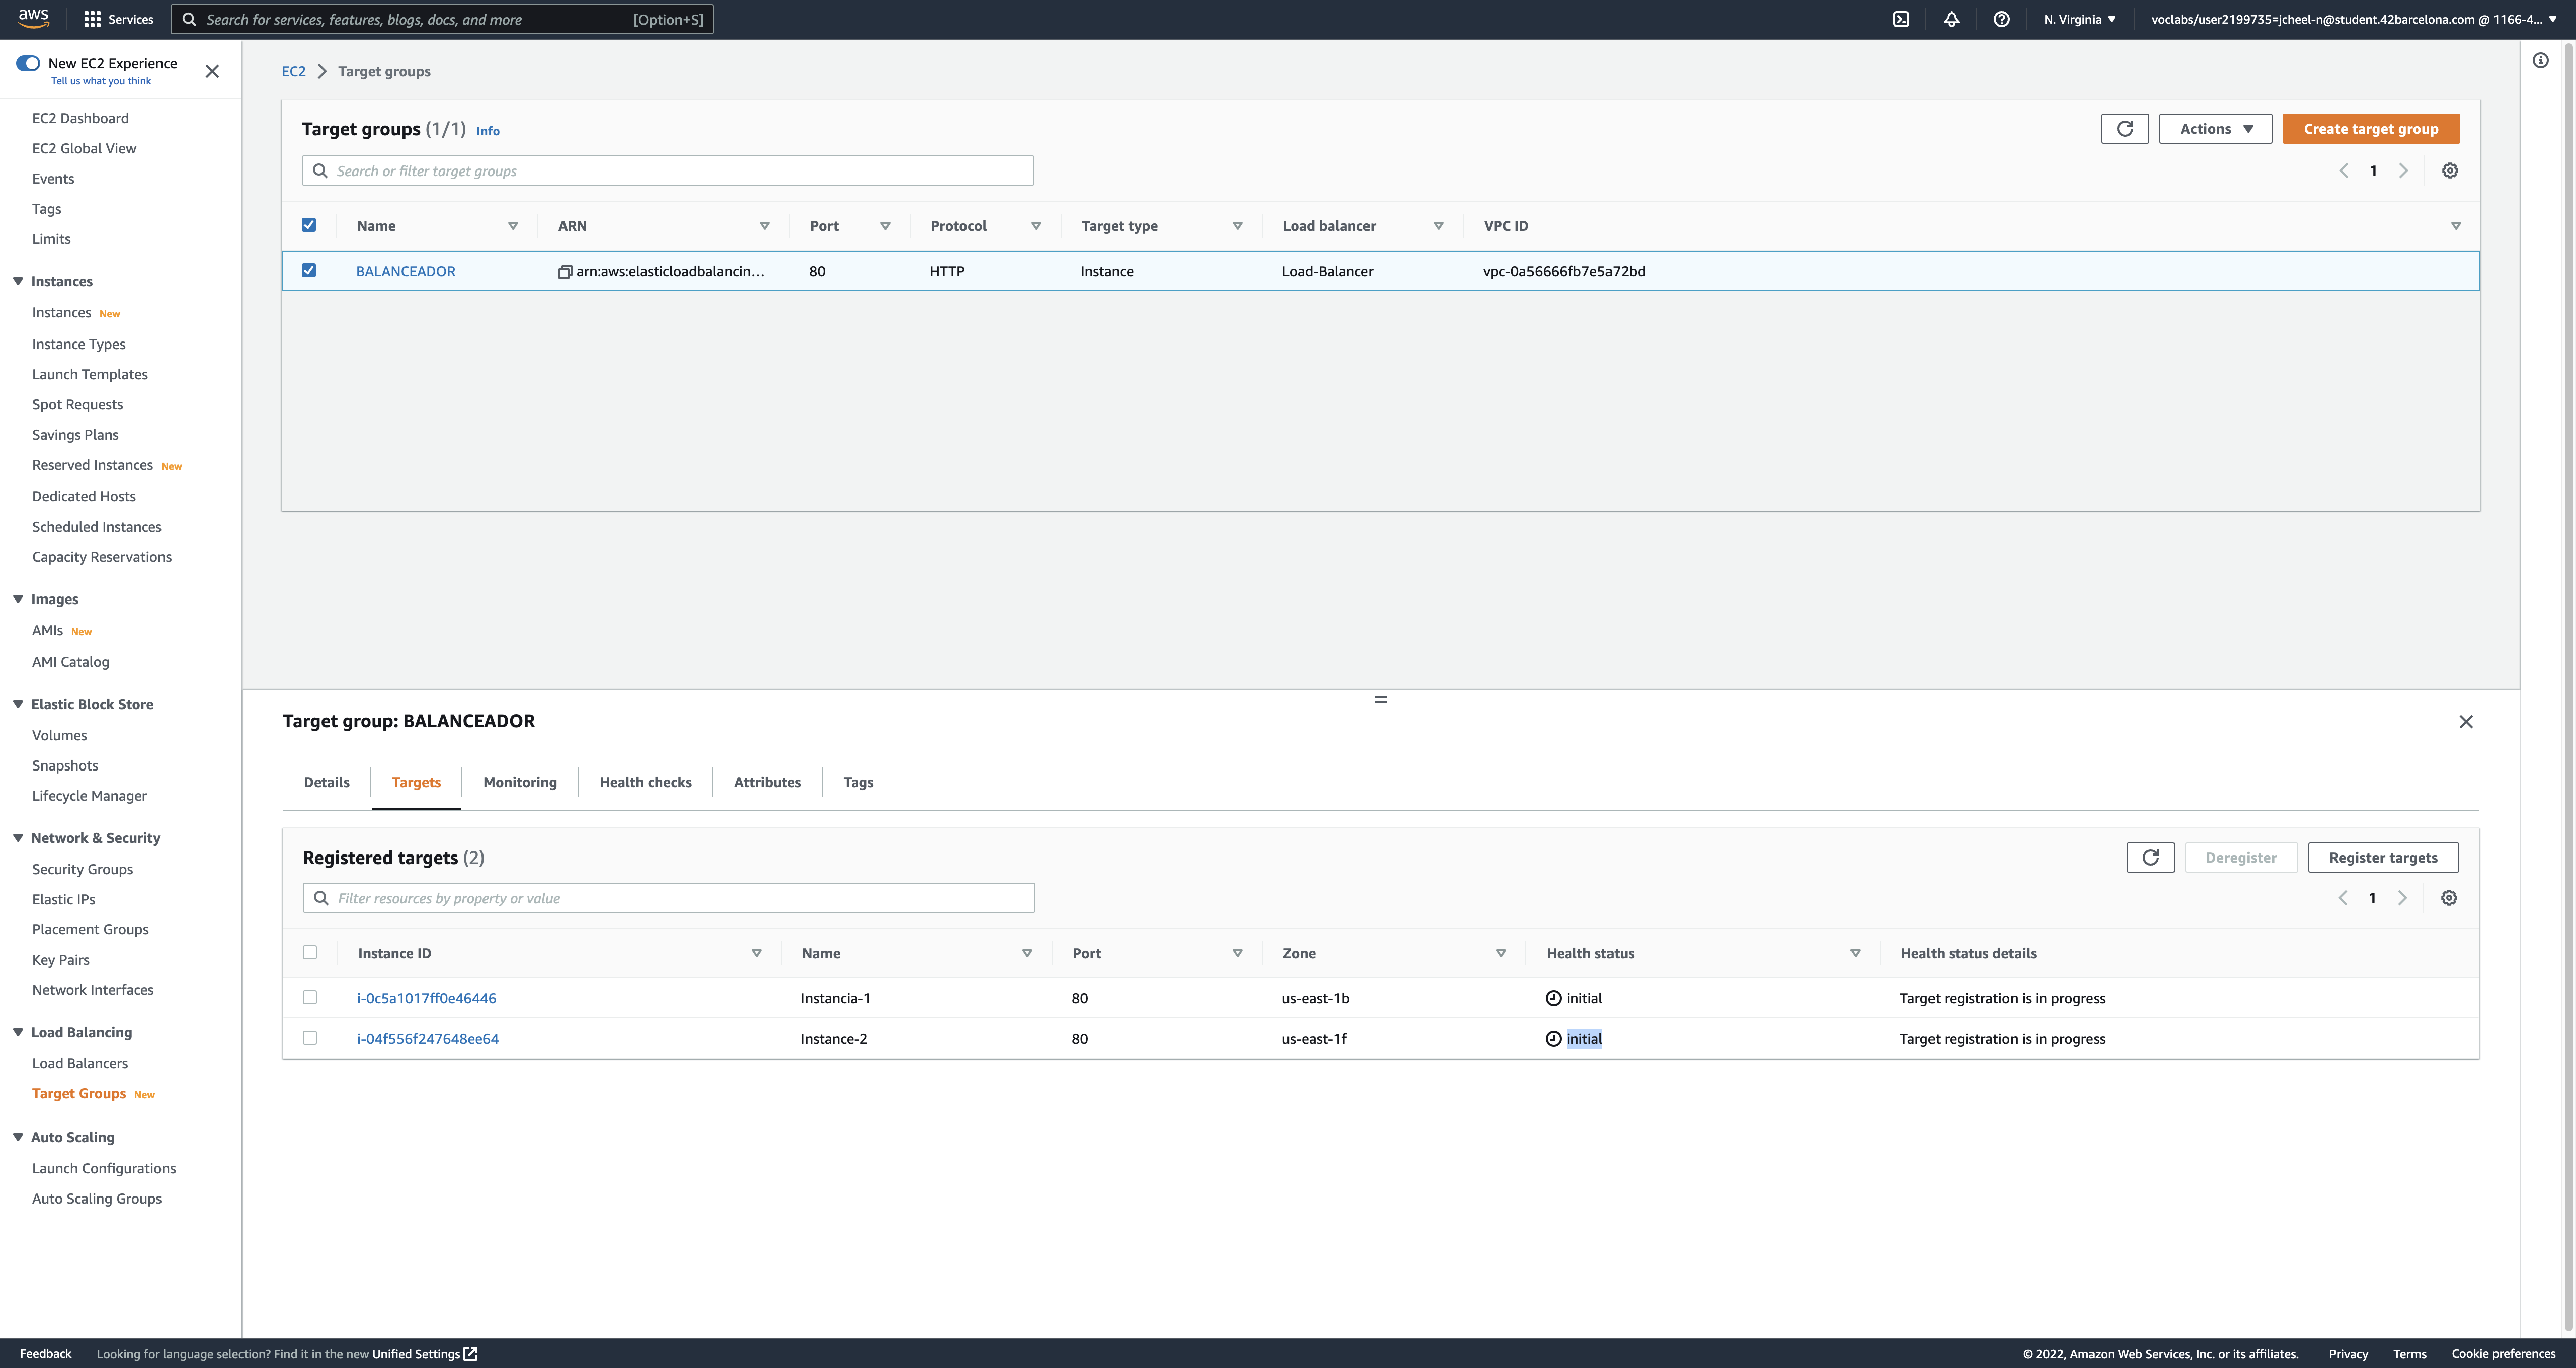 aws
Services
Search for services, features, blogs, docs, and more [Option+S]
N. Virginia
voclabs/user2199735=jcheel-n@student.42barcelona.com @ 1166-4...
New EC2 Experience
Tell us what you think
EC2 Dashboard
EC2 Global View
Events
Tags
Limits
Instances
Instances New
Instance Types
Launch Templates
Spot Requests
Savings Plans
Reserved Instances New
Dedicated Hosts
Scheduled Instances
Capacity Reservations
Images
AMIs New
AMI Catalog
Elastic Block Store
Volumes
Snapshots
Lifecycle Manager
Network & Security
Security Groups
Elastic IPs
Placement Groups
Key Pairs
Network Interfaces
Load Balancing
Load Balancers
Target Groups New
Auto Scaling
Launch Configurations
Auto Scaling Groups
EC2 > Target groups
Target groups (1/1) Info
Actions
Create target group
Search or filter target groups
1
Name ARN Port Protocol Target type Load balancer VPC ID
BALANCEADOR arn:aws:elasticloadbalancin... 80 HTTP Instance Load-Balancer vpc-0a56666fb7e5a72bd
Target group: BALANCEADOR
Details Targets Monitoring Health checks Attributes Tags
Registered targets (2)
Deregister
Register targets
Filter resources by property or value
1
Instance ID Name Port Zone Health status Health status details
i-0c5a1017ff0e46446 Instancia-1 80 us-east-1b initial Target registration is in progress
i-04f556f247648ee64 Instance-2 80 us-east-1f initial Target registration is in progress
Feedback
Looking for language selection? Find it in the new Unified Settings
© 2022, Amazon Web Services, Inc. or its affiliates.
Privacy
Terms
Cookie preferences